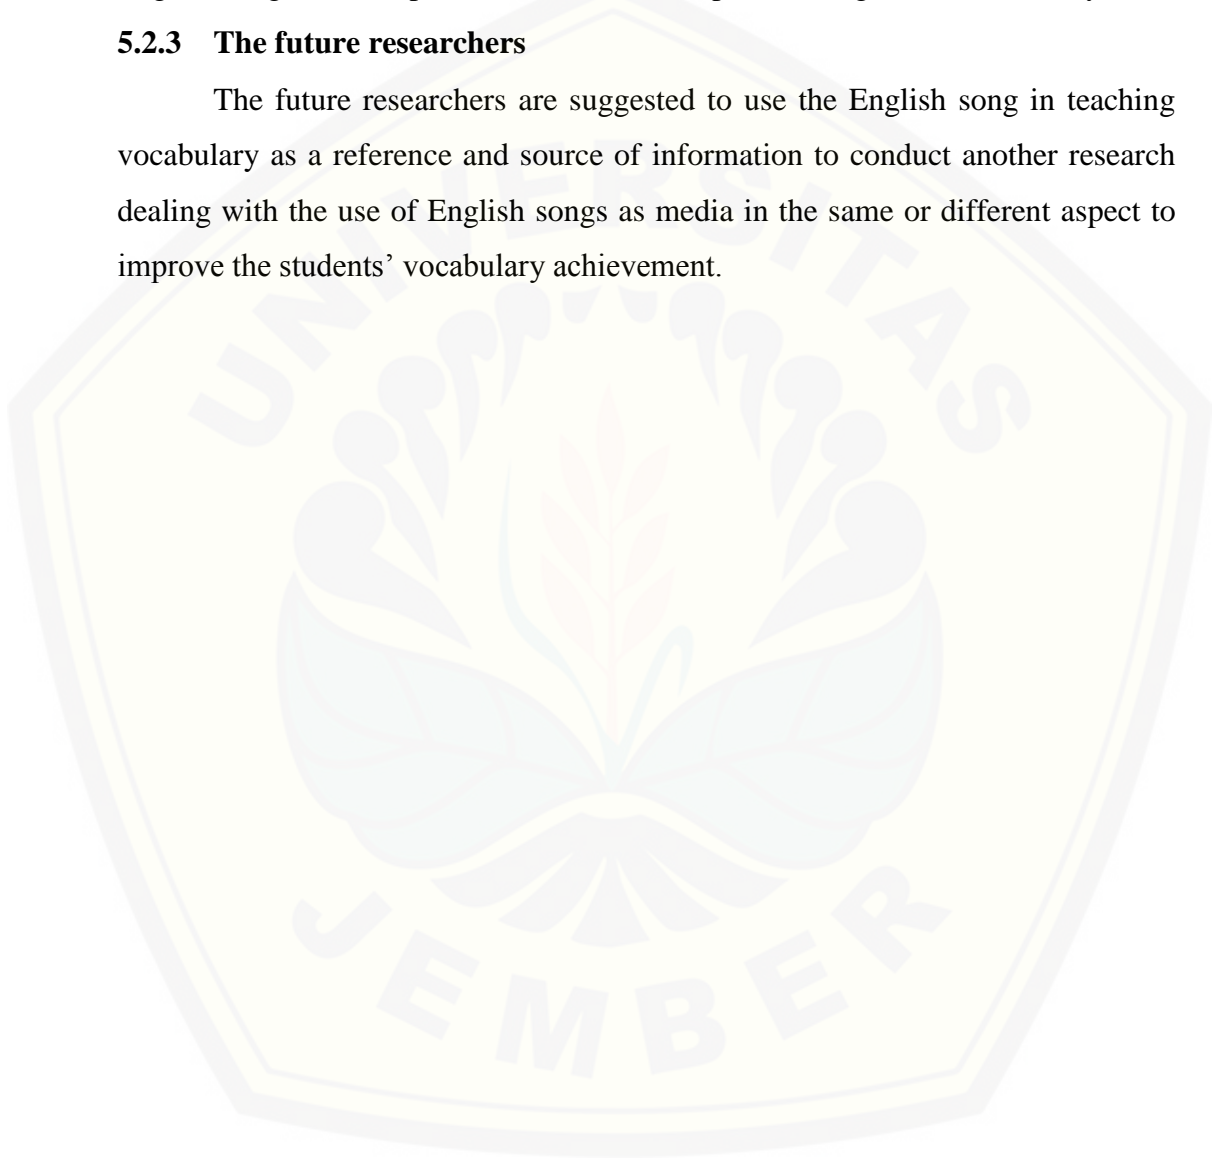 5.2.3 The future researchers
The future researchers are suggested to use the English song in teaching
vocabulary as a reference and source of information to conduct another research
dealing with the use of English songs as media in the same or different aspect to
improve the students’ vocabulary achievement.
UNIVERSITAS
JEMBER